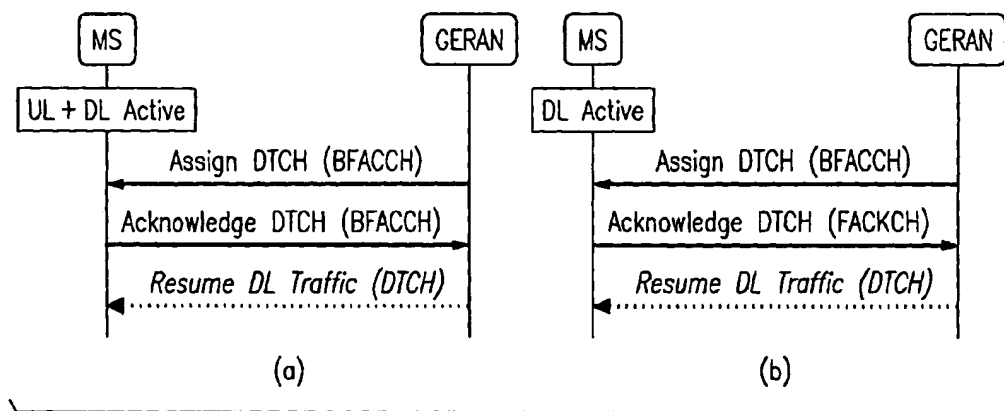 MS
GERAN
UL + DL Active
Assign DTCH (BFACCH)
Acknowledge DTCH (BFACCH)
Resume DL Traffic (DTCH)
(a)
MS
GERAN
DL Active
Assign DTCH (BFACCH)
Acknowledge DTCH (FACKCH)
Resume DL Traffic (DTCH)
(b)